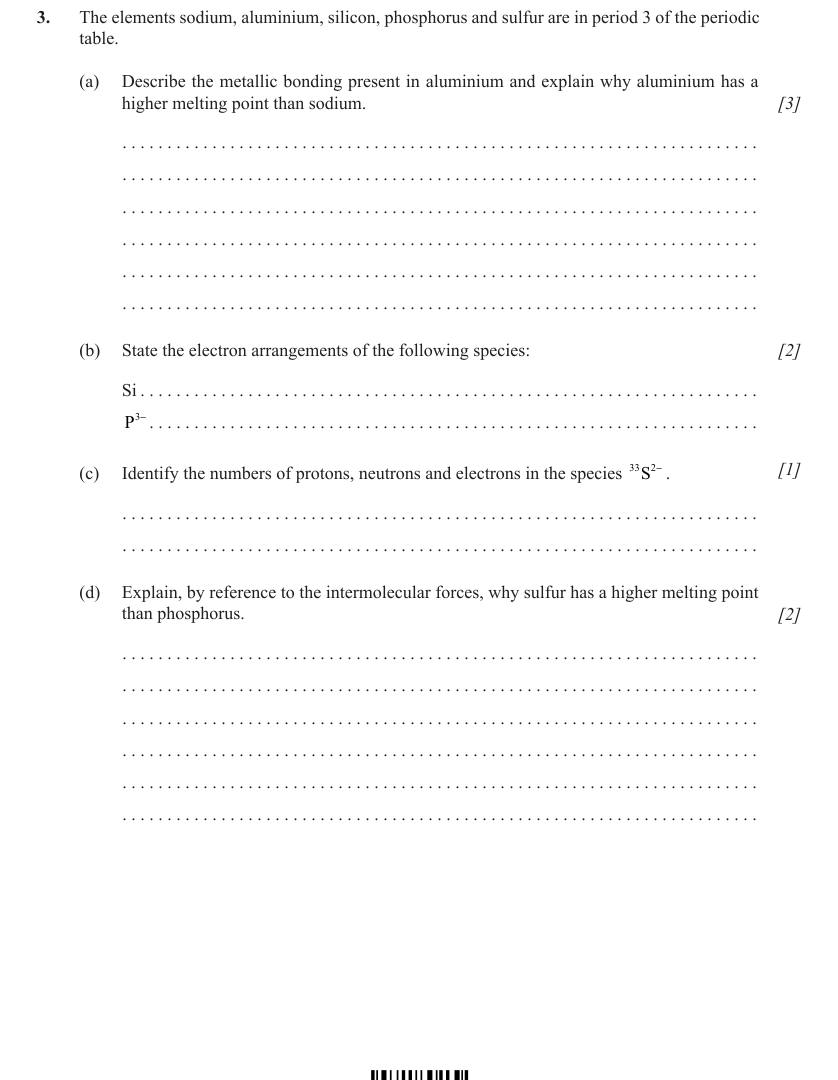 3. The elements sodium, aluminium, silicon, phosphorus and sulfur are in period 3 of the periodic
table.
(a) Describe the metallic bonding present in aluminium and explain why aluminium has a
higher melting point than sodium. [3]
(b) State the electron arrangements of the following species: [2]
Si
P³⁻
(c) Identify the numbers of protons, neutrons and electrons in the species ³³S²⁻ . [1]
(d) Explain, by reference to the intermolecular forces, why sulfur has a higher melting point
than phosphorus. [2]